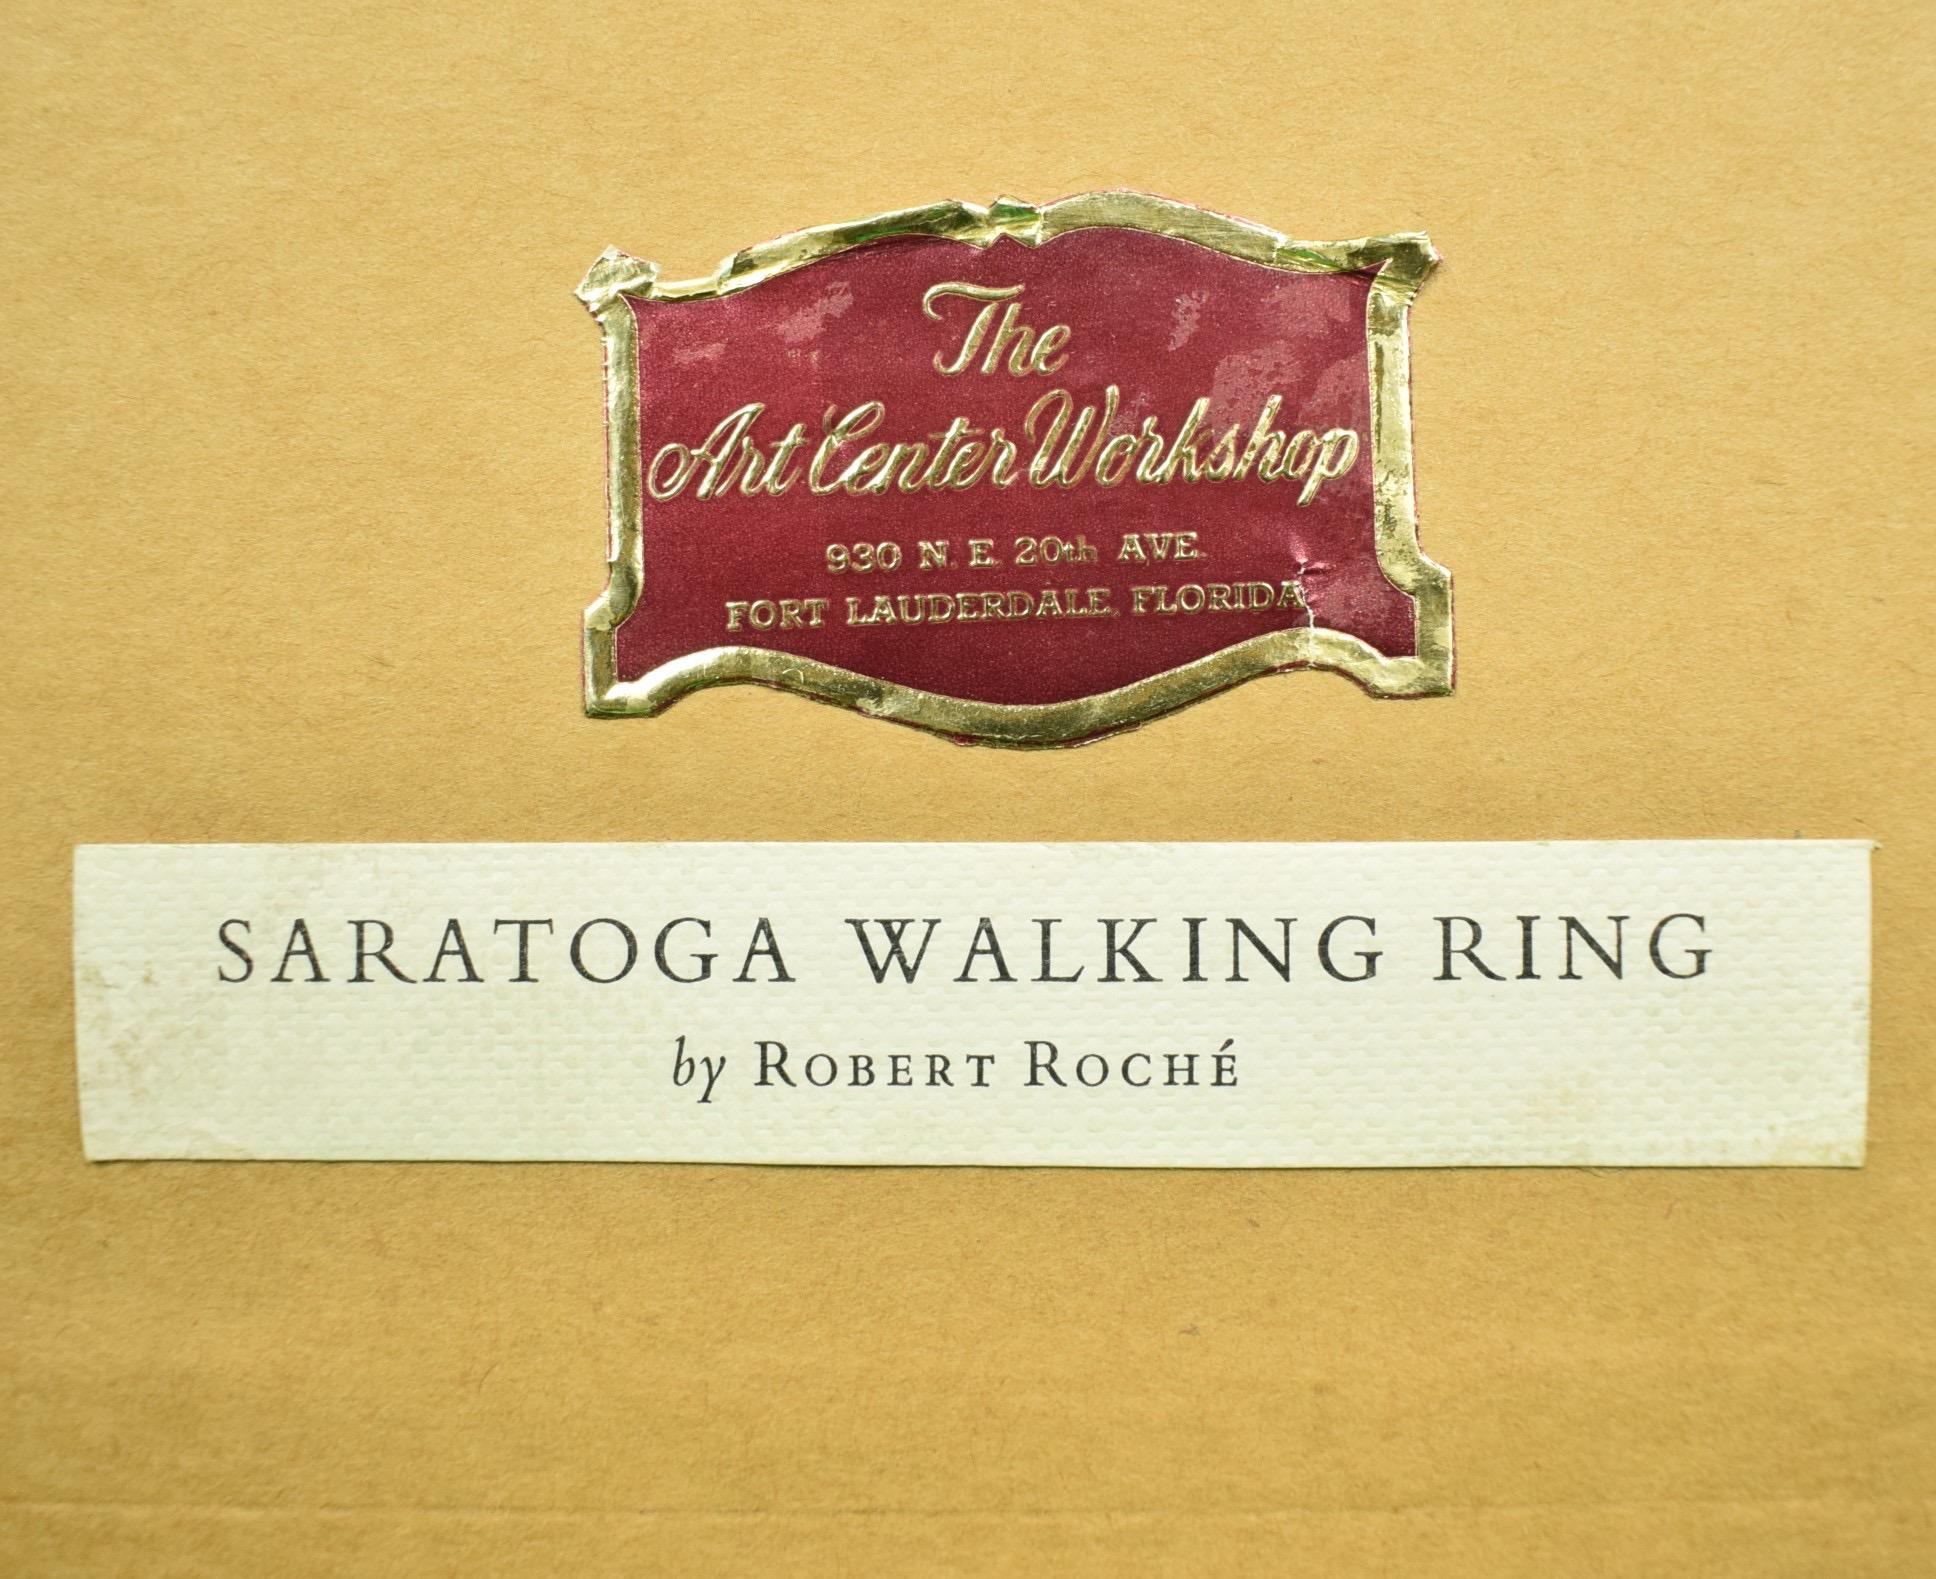 The
Art Center Workshop
930 N. E. 20th AVE.
FORT LAUDERDALE, FLORIDA
SARATOGA WALKING RING
by ROBERT ROCHÉ